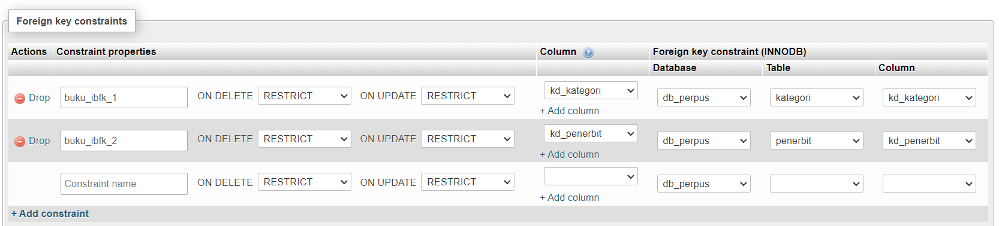 Foreign key constraints
Actions Constraint properties Column Foreign key constraint (INNODB)
Database Table Column
Drop buku_ibfk_1 ON DELETE RESTRICT ON UPDATE RESTRICT kd_kategori db_perpus kategori kd_kategori
+ Add column
Drop buku_ibfk_2 ON DELETE RESTRICT ON UPDATE RESTRICT kd_penerbit db_perpus penerbit kd_penerbit
+ Add column
Constraint name ON DELETE RESTRICT ON UPDATE RESTRICT db_perpus
+ Add column
+ Add constraint